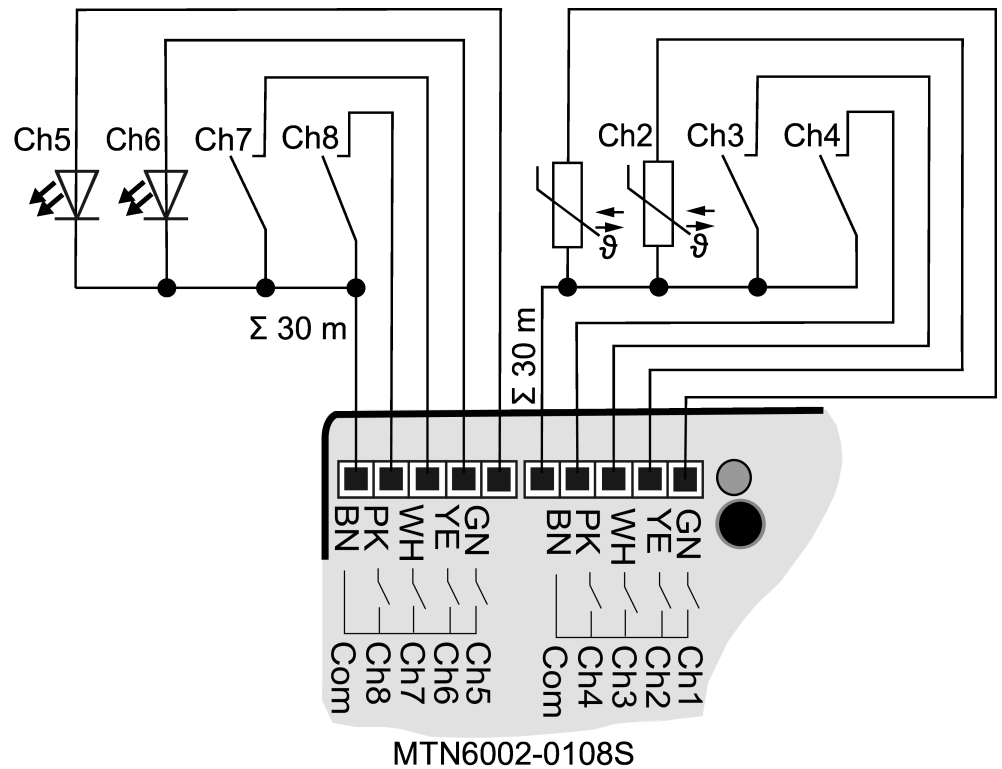 Ch5 Ch6 Ch7 Ch8 Ch2 Ch3 Ch4
ϑ ϑ
Σ 30 m
Σ 30 m
BN PK WH YE GN BN PK WH YE GN
Com Ch8 Ch7 Ch6 Ch5 Com Ch4 Ch3 Ch2 Ch1
MTN6002-0108S